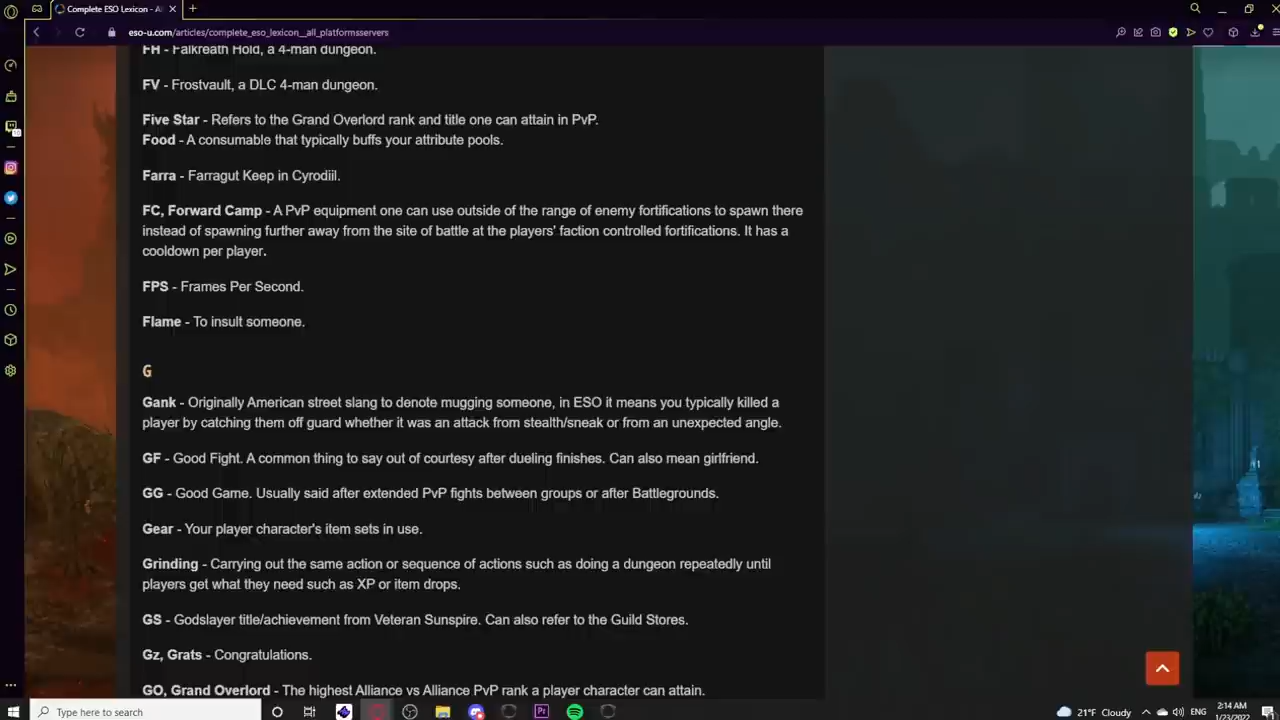 Complete ESO Lexicon -
eso-u.com/articles/complete_eso_lexicon__all_platformsservers
FH - Falkreath Hold, a 4-man dungeon.
FV - Frostvault, a DLC 4-man dungeon.
Five Star - Refers to the Grand Overlord rank and title one can attain in PvP.
Food - A consumable that typically buffs your attribute pools.
Farra - Farragut Keep in Cyrodiil.
FC, Forward Camp - A PvP equipment one can use outside of the range of enemy fortifications to spawn there
instead of spawning further away from the site of battle at the players' faction controlled fortifications. It has a
cooldown per player.
FPS - Frames Per Second.
Flame - To insult someone.
G
Gank - Originally American street slang to denote mugging someone, in ESO it means you typically killed a
player by catching them off guard whether it was an attack from stealth/sneak or from an unexpected angle.
GF - Good Fight. A common thing to say out of courtesy after dueling finishes. Can also mean girlfriend.
GG - Good Game. Usually said after extended PvP fights between groups or after Battlegrounds.
Gear - Your player character's item sets in use.
Grinding - Carrying out the same action or sequence of actions such as doing a dungeon repeatedly until
players get what they need such as XP or item drops.
GS - Godslayer title/achievement from Veteran Sunspire. Can also refer to the Guild Stores.
Gz, Grats - Congratulations.
GO, Grand Overlord - The highest Alliance vs Alliance PvP rank a player character can attain.
Type here to search
Pr
21°F Cloudy
ENG
2:14 AM
1/23/2022